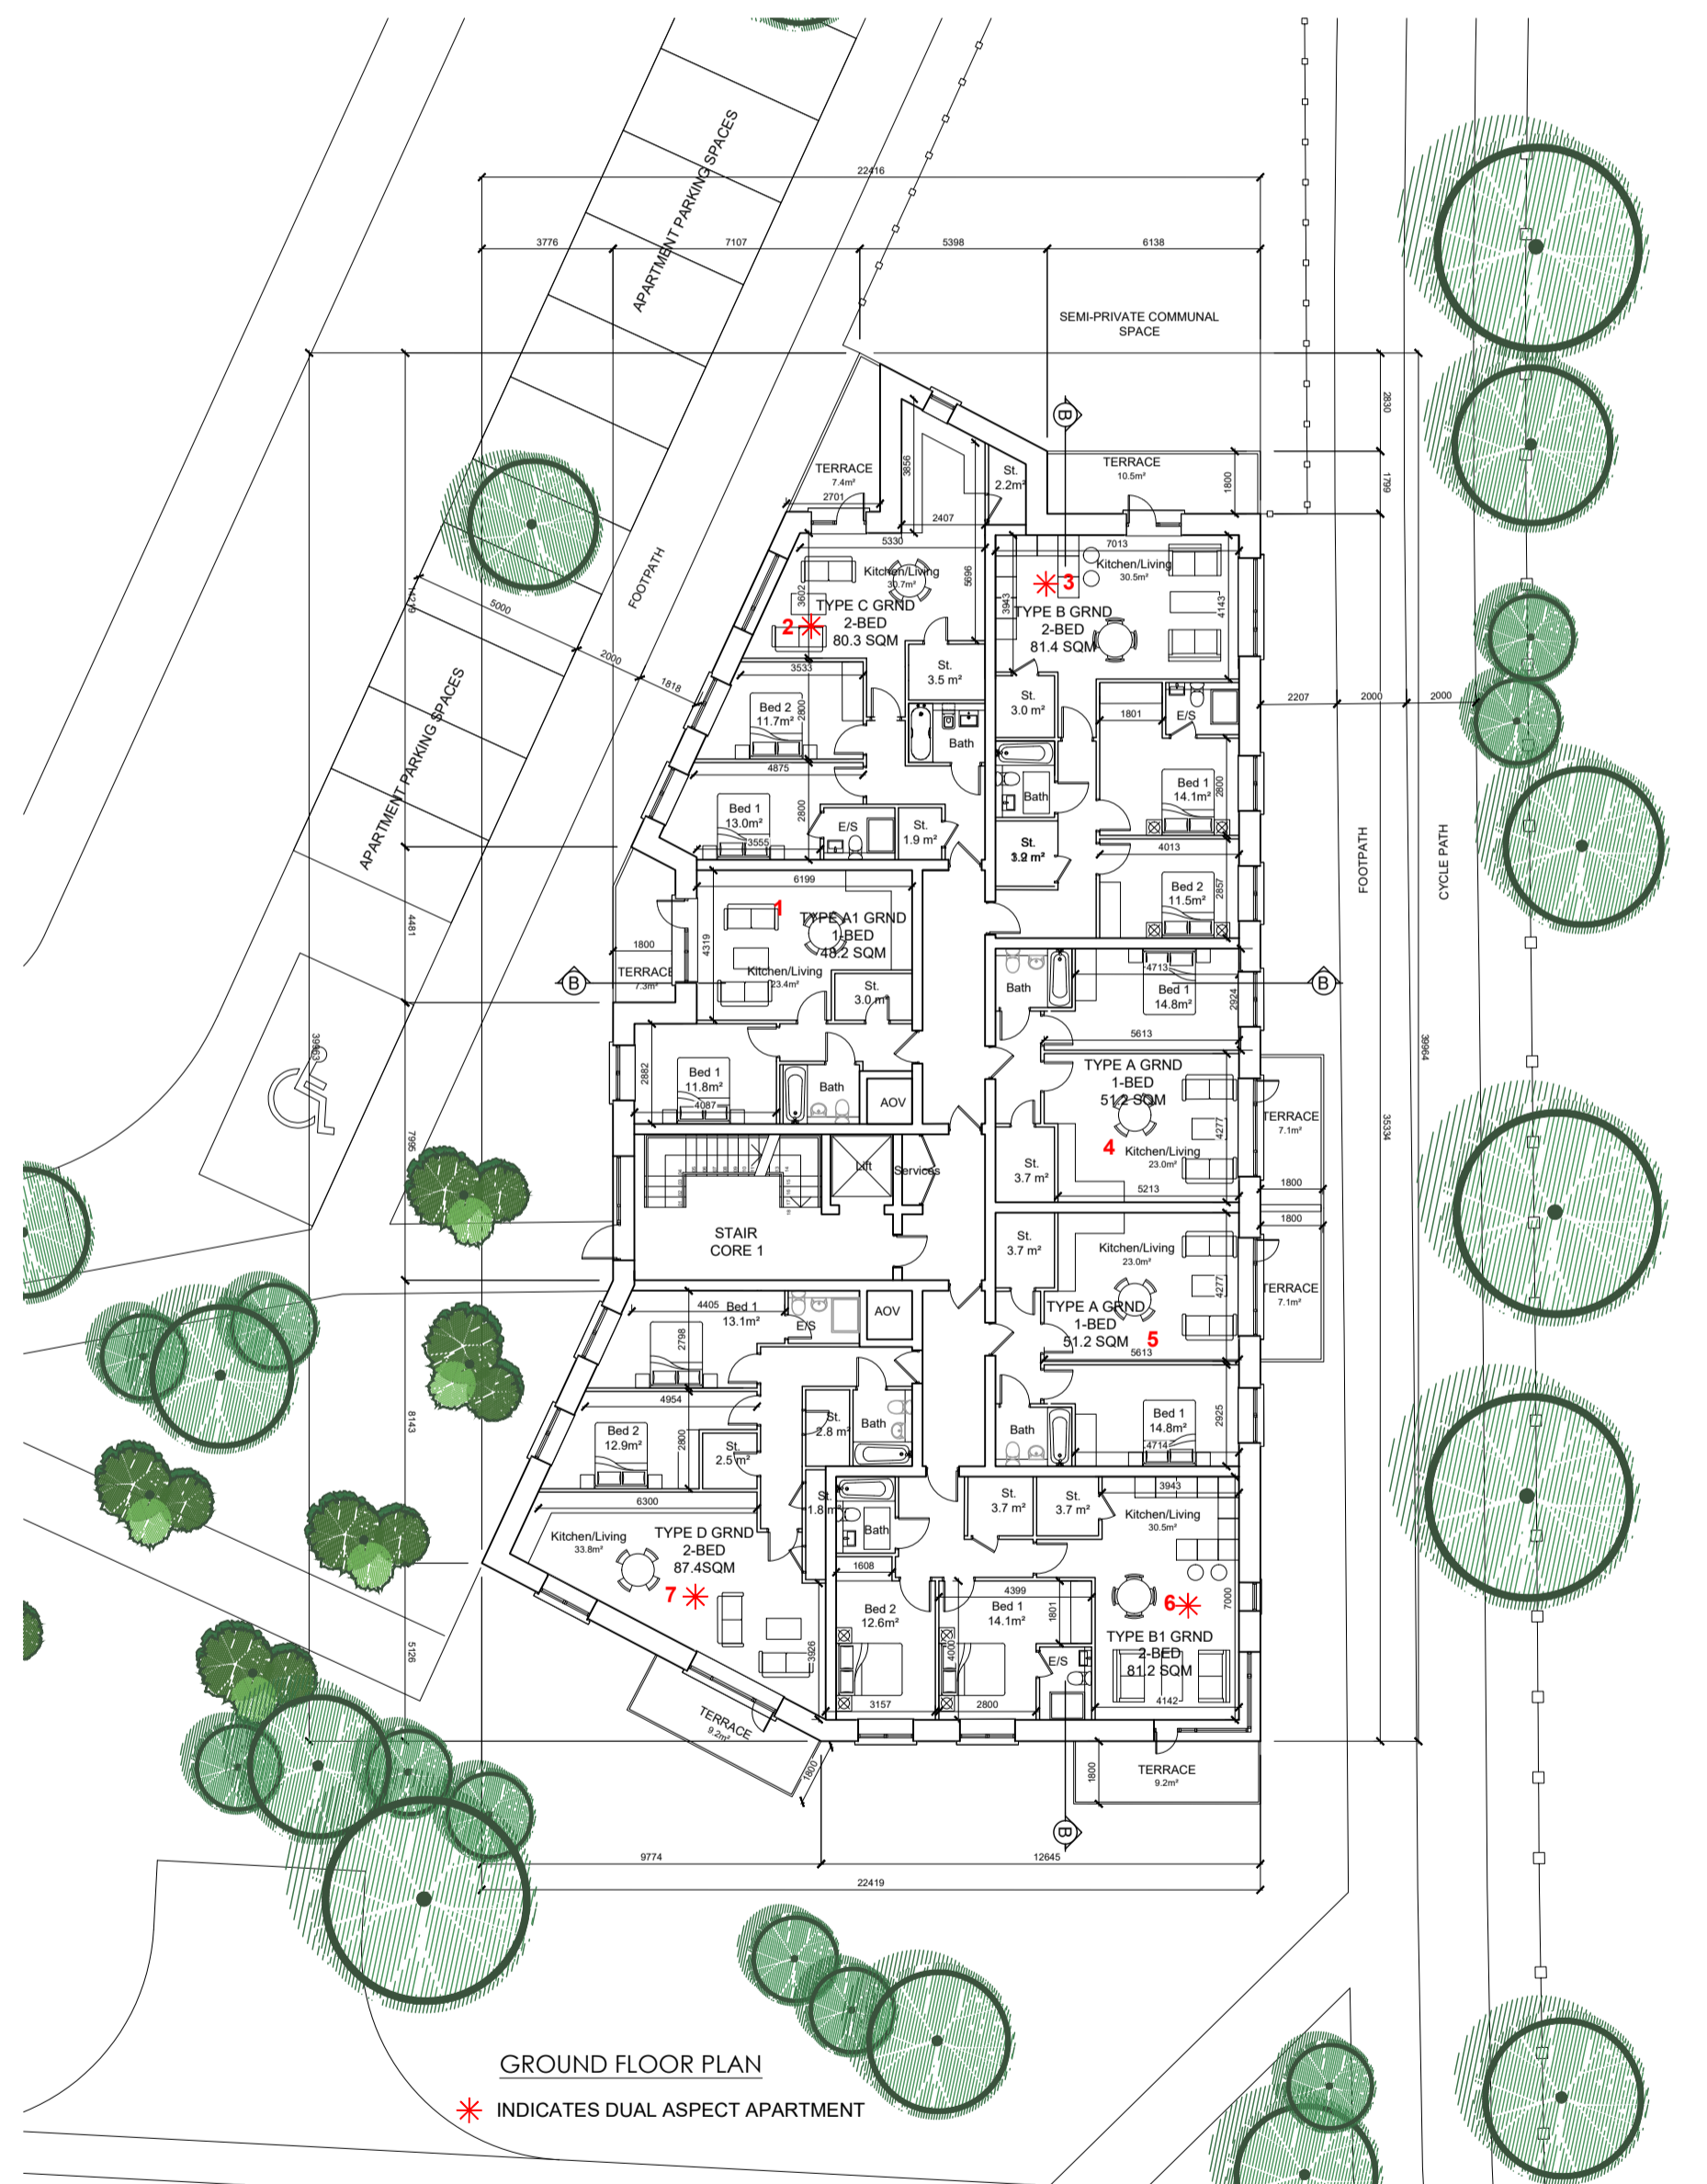 22416
3776
7107
5398
6138
APARTMENT PARKING SPACES
SEMI-PRIVATE COMMUNAL
SPACE
2830
1799
B
TERRACE
10.5m²
1800
TERRACE
7.4m²
2701
3856
St.
2.2m²
2407
5330
7013
Kitchen/Living
30.7m²
5696
3602
TYPE C GRND
2-BED
80.3 SQM
2
Kitchen/Living
30.5m²
3
3943
4143
TYPE B GRND
2-BED
81.4 SQM
FOOTPATH
14219
5000
2000
1818
3533
St.
3.5 m²
Bed 2
11.7m²
2800
Bath
4875
Bed 1
13.0m²
2800
3555
E/S
St.
1.9 m²
St.
3.0 m²
1801
E/S
Bath
Bed 1
14.1m²
2800
St.
4013
Bed 2
11.5m²
2857
2207
2000
2000
FOOTPATH
CYCLE PATH
APARTMENT PARKING SPACES
6199
1
TYPE A1 GRND
1-BED
48.2 SQM
4319
4481
1800
TERRACE
7.3m²
Kitchen/Living
23.4m²
St.
3.0 m²
B
B
Bath
4713
Bed 1
14.8m²
2924
5613
39963
39964
35334
2882
Bed 1
11.8m²
4087
Bath
AOV
TYPE A GRND
1-BED
51.2 SQM
4277
4
Kitchen/Living
23.0m²
TERRACE
7.1m²
St.
3.7 m²
5213
1800
1800
7995
Lift
Services
STAIR
CORE 1
St.
3.7 m²
Kitchen/Living
23.0m²
4277
TERRACE
7.1m²
TYPE A GRND
1-BED
51.2 SQM
5
5613
4405
Bed 1
13.1m²
E/S
AOV
2798
4954
Bed 2
12.9m²
2800
St.
2.5 m²
St.
2.8 m²
Bath
8143
Bath
Bed 1
14.8m²
4714
2925
6300
St.
1.8 m²
Kitchen/Living
33.8m²
TYPE D GRND
2-BED
87.4SQM
7
3926
Bath
1608
Bed 2
12.6m²
3157
St.
3.7 m²
St.
3.7 m²
4399
Bed 1
14.1m²
1801
4000
E/S
2800
3943
Kitchen/Living
30.5m²
6
7000
TYPE B1 GRND
2-BED
81.2 SQM
4142
5126
TERRACE
9.2m²
1800
1800
TERRACE
9.2m²
B
9774
12645
22419
GROUND FLOOR PLAN
INDICATES DUAL ASPECT APARTMENT